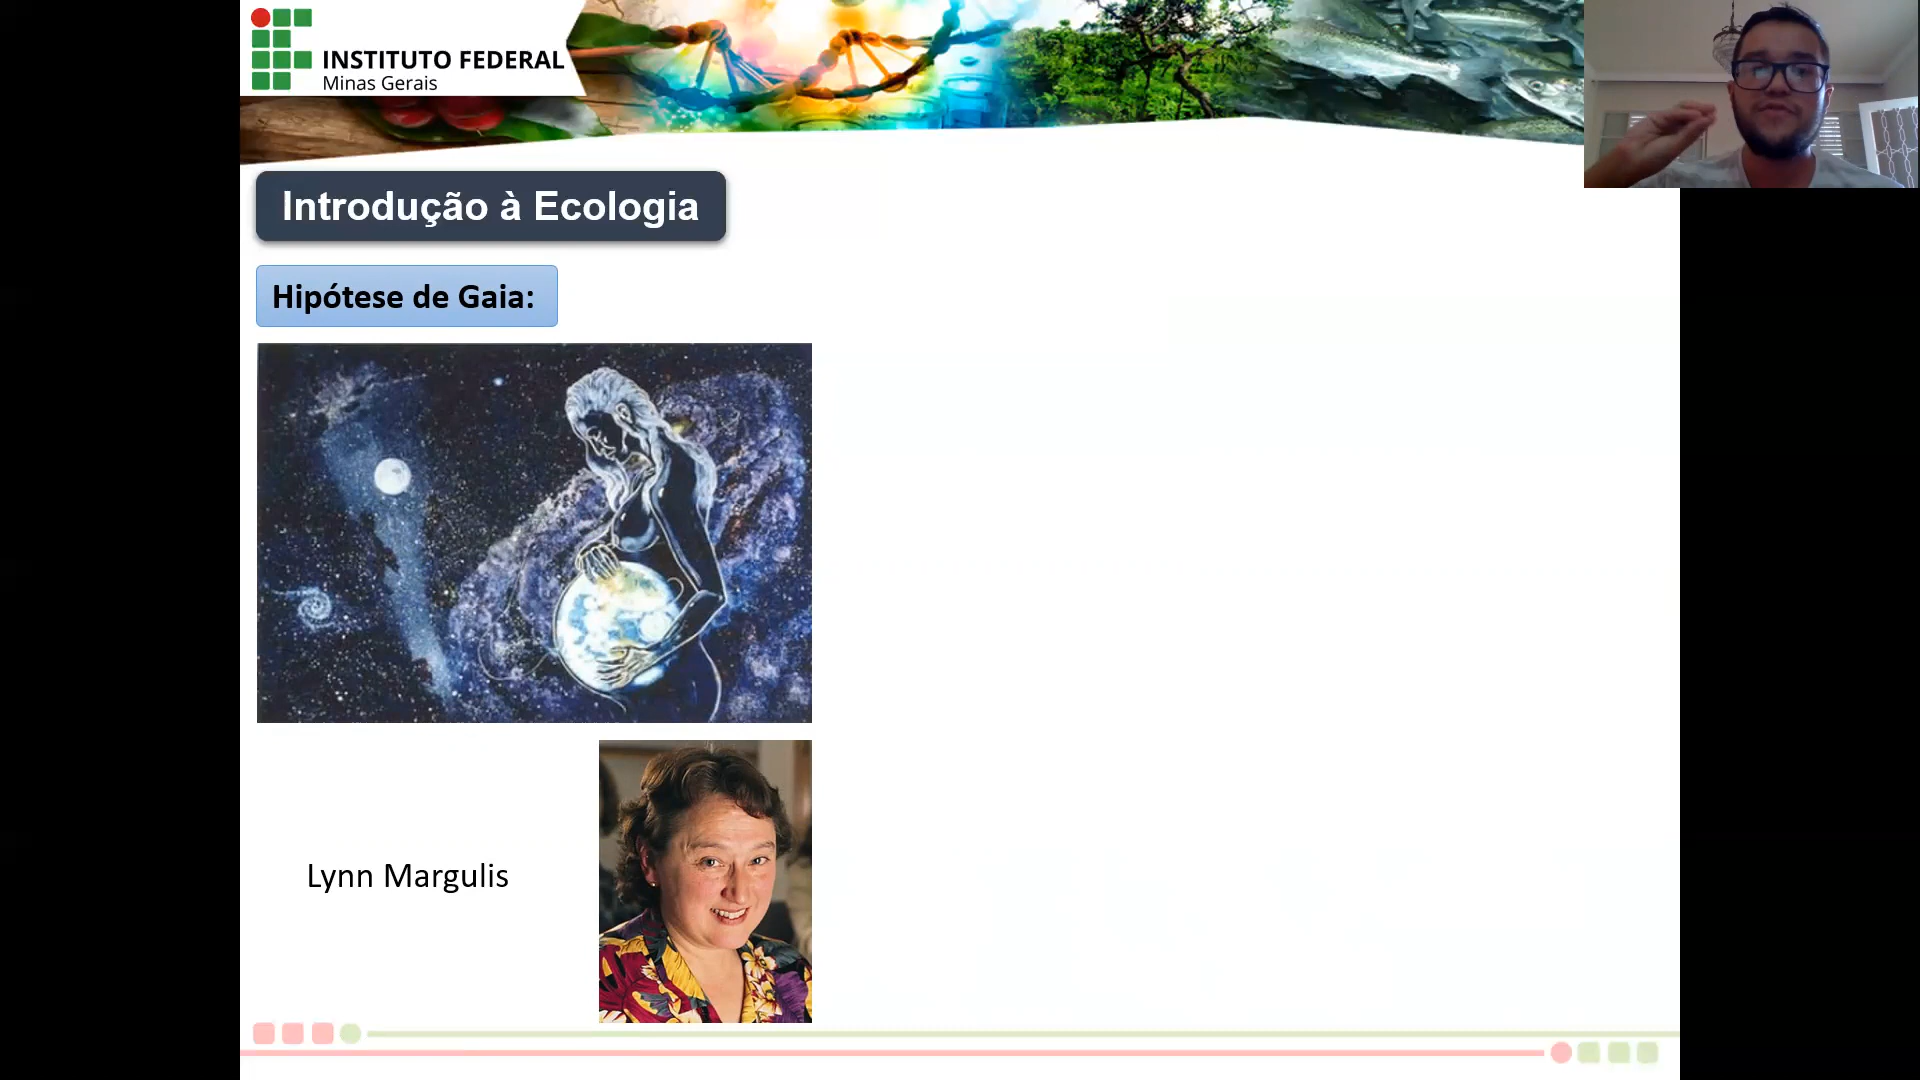 INSTITUTO FEDERAL
Minas Gerais
Introdução à Ecologia
Hipótese de Gaia:
Lynn Margulis